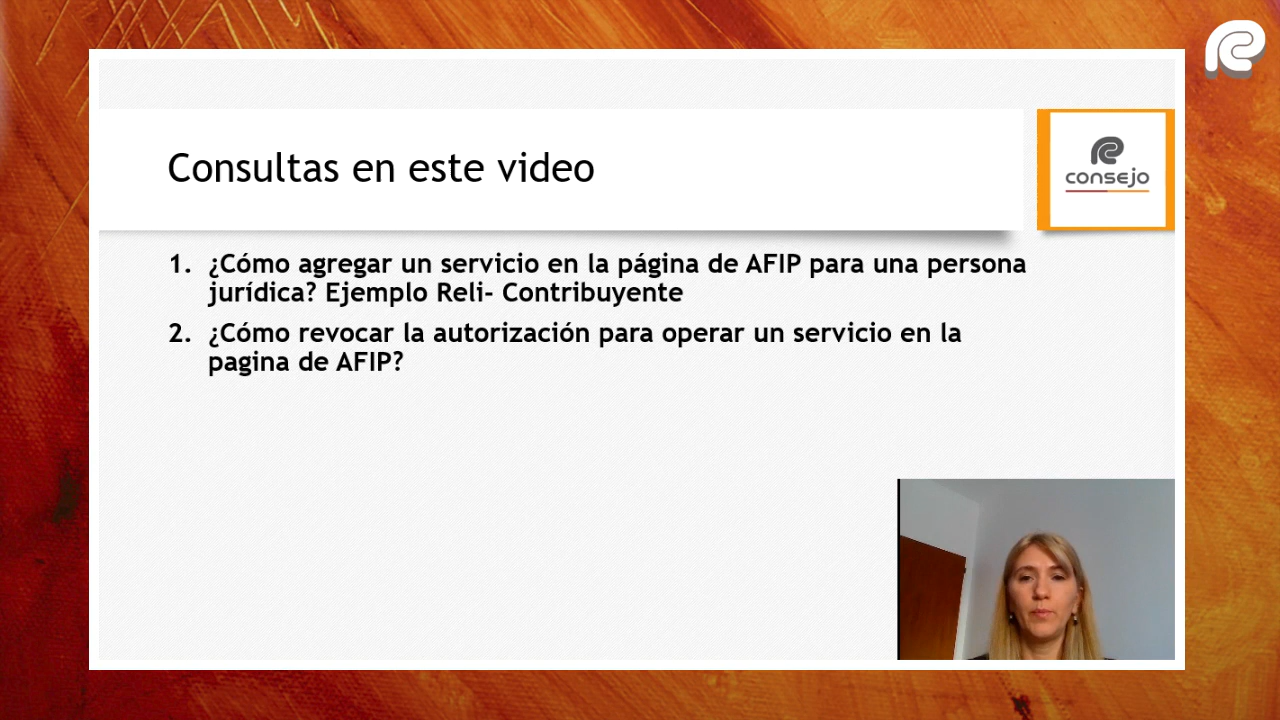 Consultas en este video
consejo
1. ¿Cómo agregar un servicio en la página de AFIP para una persona
jurídica? Ejemplo Reli- Contribuyente
2. ¿Cómo revocar la autorización para operar un servicio en la
pagina de AFIP?